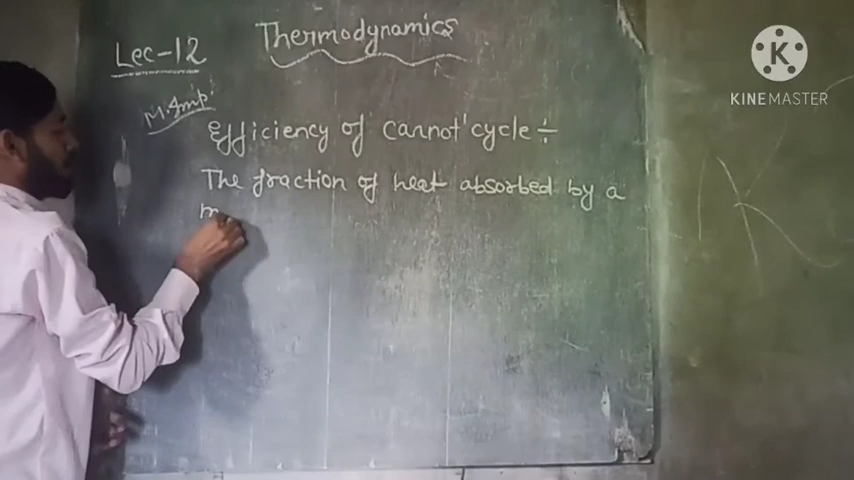 Thermodynamics
Lec-12
M. Imp.
Efficiency of Carnot' cycle ÷
The fraction of heat absorbed by a
m
K
KINEMASTER